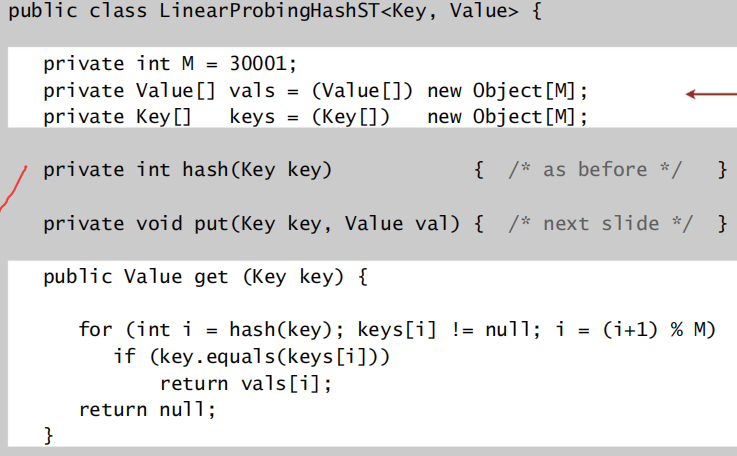 public class LinearProbingHashST<Key, Value> {
private int M = 30001;
private Value[] vals = (Value[]) new Object[M];
private Key[] keys = (Key[]) new Object[M];
private int hash(Key key) { /* as before */ }
private void put(Key key, Value val) { /* next slide */ }
public Value get (Key key) {
for (int i = hash(key); keys[i] != null; i = (i+1) % M)
if (key.equals(keys[i]))
return vals[i];
return null;
}